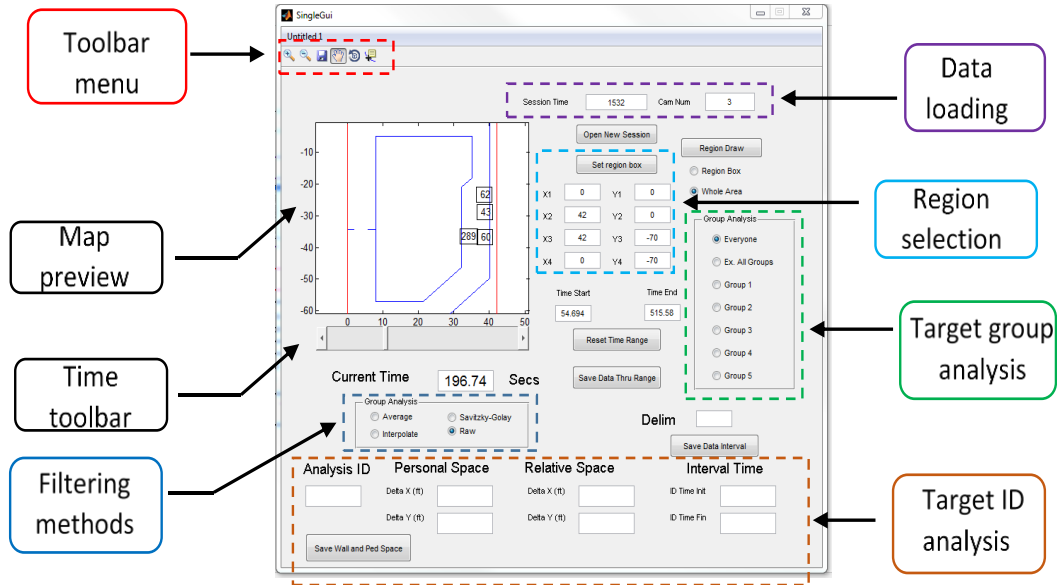 Toolbar
menu
Map
preview
Time
toolbar
Filtering
methods
SingleGui
Untitled 1
Session Time 1532 Cam Num 3
Open New Session
Region Draw
Set region box
Region Box
Whole Area
X1 0 Y1 0
X2 42 Y2 0
X3 42 Y3 -70
X4 0 Y4 -70
-10
-20
-30
-40
-50
-60
0 10 20 30 40 50
62
43
289 60
Group Analysis
Everyone
Ex. All Groups
Group 1
Group 2
Group 3
Group 4
Group 5
Time Start Time End
54.694 515.58
Reset Time Range
Save Data Thru Range
Current Time 196.74 Secs
Group Analysis
Average Savitzky-Golay
Interpolate Raw
Delim
Save Data Interval
Analysis ID Personal Space Relative Space Interval Time
Delta X (ft) Delta X (ft) ID Time Init
Delta Y (ft) Delta Y (ft) ID Time Fin
Save Wall and Ped Space
Data
loading
Region
selection
Target group
analysis
Target ID
analysis